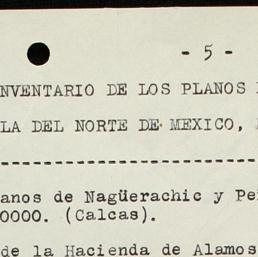 - 5 -
NVENTARIO DE LOS PLANOS
LA DEL NORTE DE MEXICO,
anos de Nagüerachic y Pe
0000. (Calcas).
de la Hacienda de Alamos